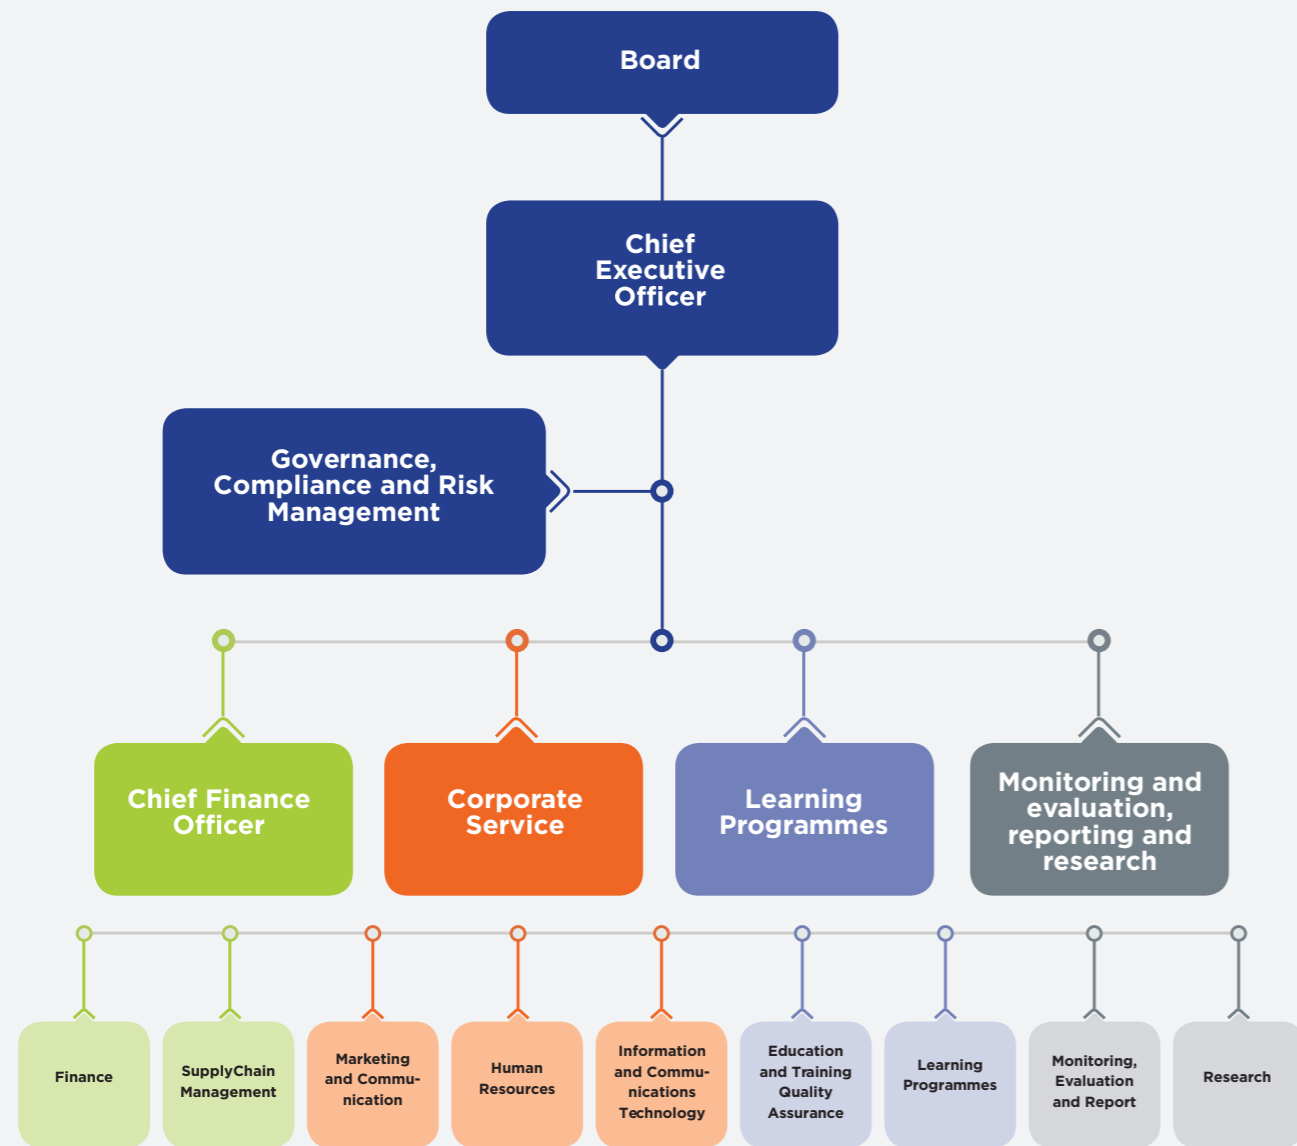 Board
Chief
Executive
Officer
Governance,
Compliance and Risk
Management
Chief Finance
Officer
Corporate
Service
Learning
Programmes
Monitoring and
evaluation,
reporting and
research
Finance
SupplyChain
Management
Marketing
and Commu-
nication
Human
Resources
Information
and Commu-
nications
Technology
Education
and Training
Quality
Assurance
Learning
Programmes
Monitoring,
Evaluation
and Report
Research